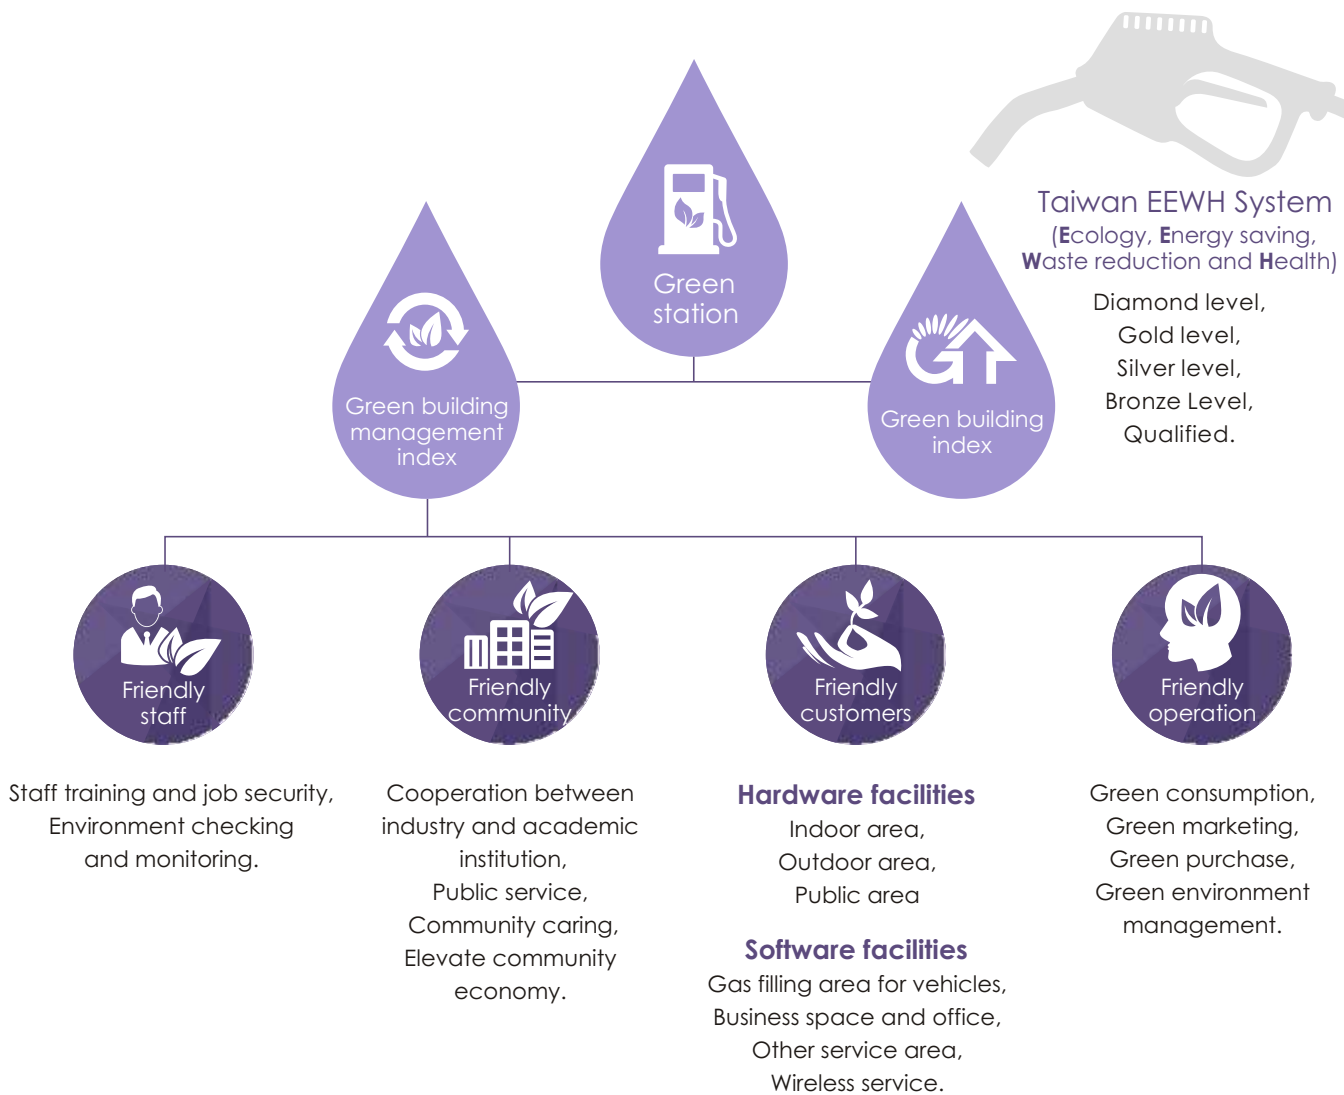 Green
station
Green building
management
index
Green building
index
Taiwan EEWH System
(Ecology, Energy saving,
Waste reduction and Health)
Diamond level,
Gold level,
Silver level,
Bronze Level,
Qualified.
Friendly
staff
Staff training and job security,
Environment checking
and monitoring.
Friendly
community
Cooperation between
industry and academic
institution,
Public service,
Community caring,
Elevate community
economy.
Friendly
customers
Hardware facilities
Indoor area,
Outdoor area,
Public area
Software facilities
Gas filling area for vehicles,
Business space and office,
Other service area,
Wireless service.
Friendly
operation
Green consumption,
Green marketing,
Green purchase,
Green environment
management.